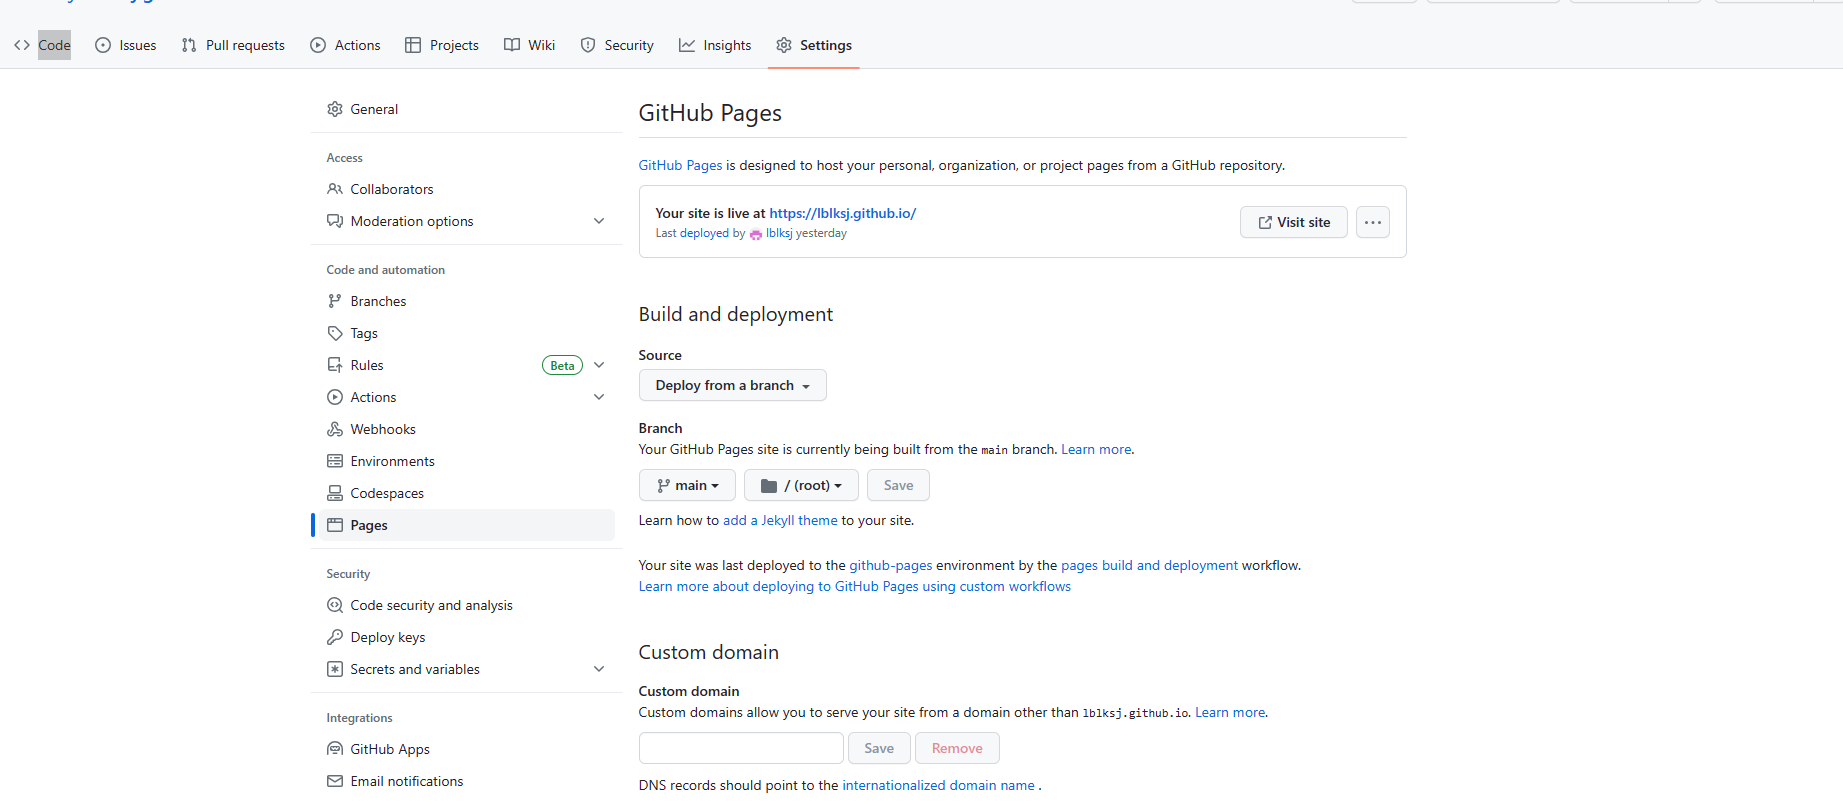 Code Issues Pull requests Actions Projects Wiki Security Insights Settings
General
Access
Collaborators
Moderation options
Code and automation
Branches
Tags
Rules Beta
Actions
Webhooks
Environments
Codespaces
Pages
Security
Code security and analysis
Deploy keys
Secrets and variables
Integrations
GitHub Apps
Email notifications
GitHub Pages
GitHub Pages is designed to host your personal, organization, or project pages from a GitHub repository.
Your site is live at https://lblksj.github.io/
Last deployed by lblksj yesterday
Visit site
Build and deployment
Source
Deploy from a branch
Branch
Your GitHub Pages site is currently being built from the main branch. Learn more.
main / (root) Save
Learn how to add a Jekyll theme to your site.
Your site was last deployed to the github-pages environment by the pages build and deployment workflow.
Learn more about deploying to GitHub Pages using custom workflows
Custom domain
Custom domain
Custom domains allow you to serve your site from a domain other than lblksj.github.io. Learn more.
Save Remove
DNS records should point to the internationalized domain name .